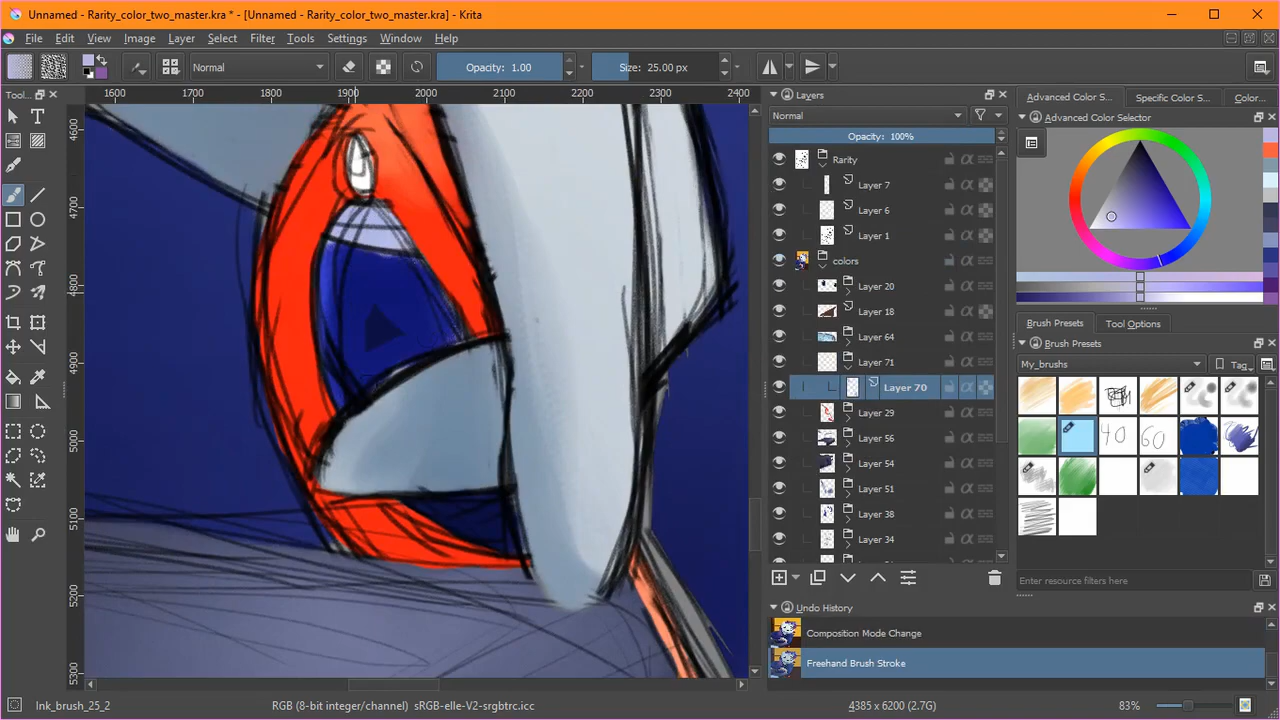 Unnamed - Rarity_color_two_master.kra * - [Unnamed - Rarity_color_two_master.kra] - Krita
File Edit View Image Layer Select Filter Tools Settings Window Help
Normal Opacity: 1.00 Size: 25.00 px
Tool...
1600 1700 1800 1900 2000 2100 2200 2300 2400
4600
4700
4800
4900
5000
5100
5200
5300
Layers
Normal
Opacity: 100%
Rarity
Layer 7
Layer 6
Layer 1
colors
Layer 20
Layer 18
Layer 64
Layer 71
Layer 70
Layer 29
Layer 56
Layer 54
Layer 51
Layer 38
Layer 34
Undo History
Composition Mode Change
Freehand Brush Stroke
Advanced Color S... Specific Color S... Color...
Advanced Color Selector
Brush Presets Tool Options
Brush Presets
My_brushs Tag
40 60
Enter resource filters here
Ink_brush_25_2 RGB (8-bit integer/channel) sRGB-elle-V2-srgbtrc.icc 4385 x 6200 (2.7G) 83%